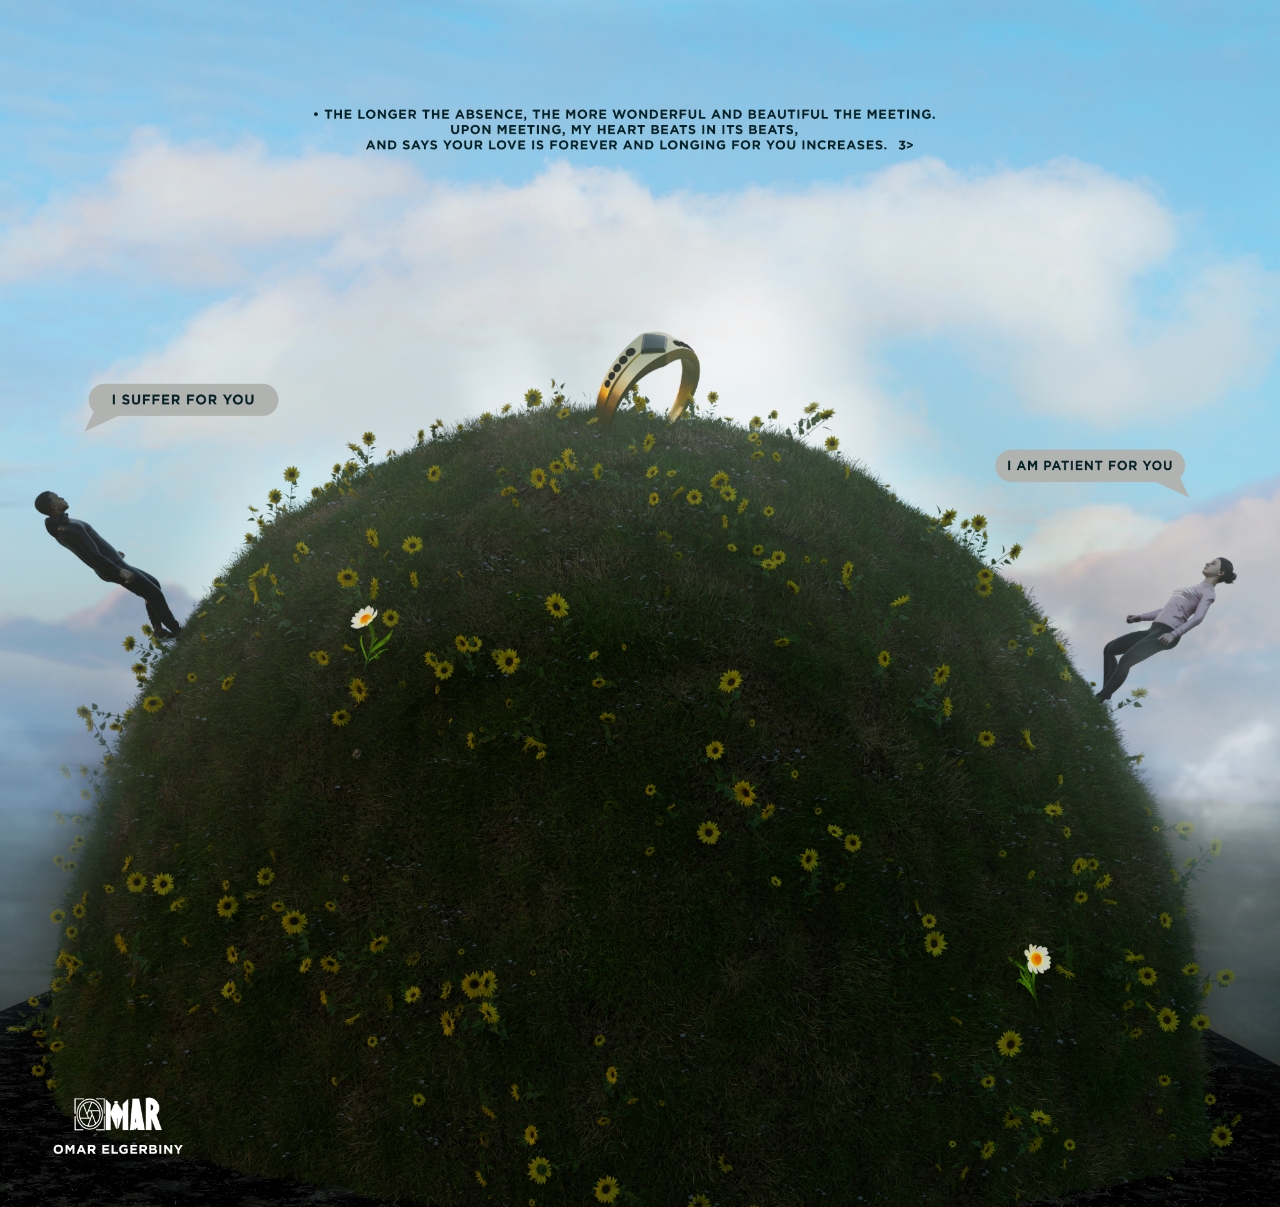 • THE LONGER THE ABSENCE, THE MORE WONDERFUL AND BEAUTIFUL THE MEETING.
UPON MEETING, MY HEART BEATS IN ITS BEATS,
AND SAYS YOUR LOVE IS FOREVER AND LONGING FOR YOU INCREASES. 3>
I SUFFER FOR YOU
I AM PATIENT FOR YOU
OMAR
OMAR ELGERBINY